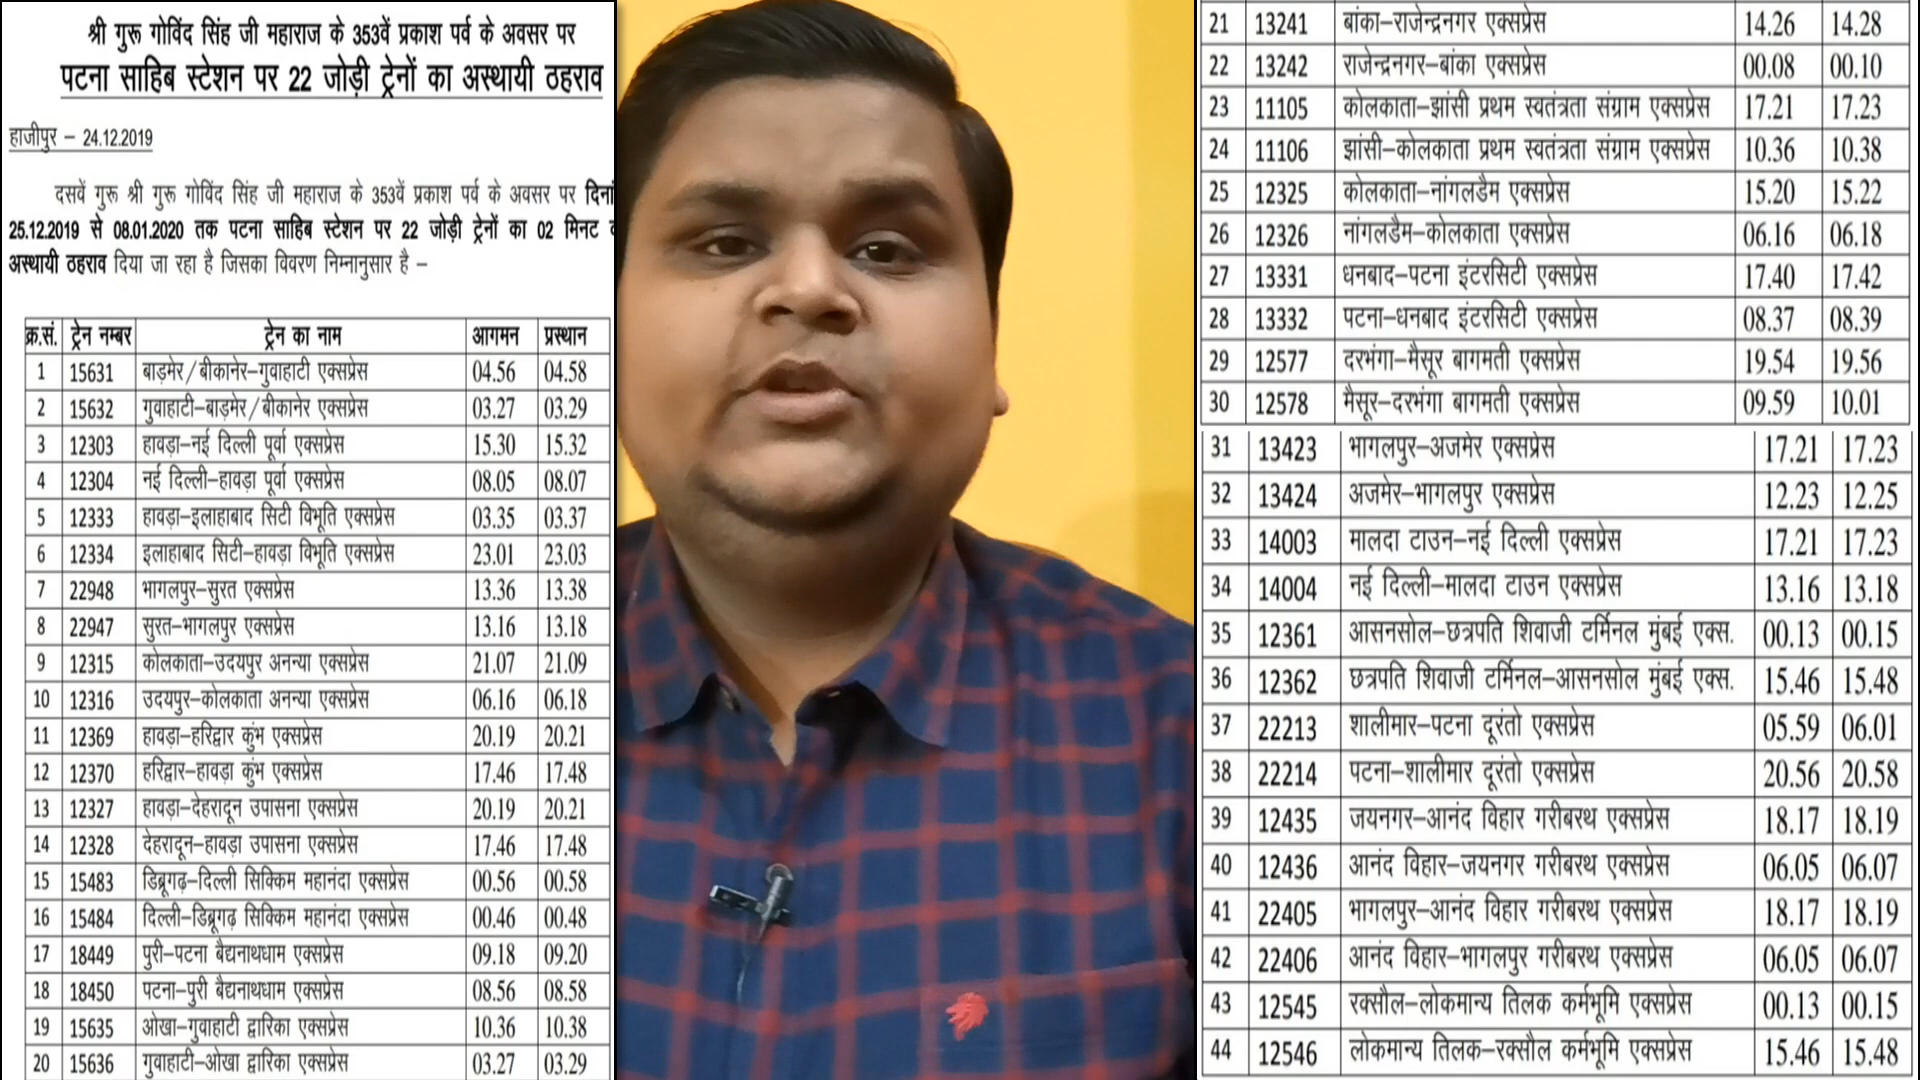 श्री गुरू गोविंद सिंह जी महाराज के 353वें प्रकाश पर्व के अवसर पर
पटना साहिब स्टेशन पर 22 जोड़ी ट्रेनों का अस्थायी ठहराव
हाजीपुर – 24.12.2019
दसवें गुरू श्री गुरू गोविंद सिंह जी महाराज के 353वें प्रकाश पर्व के अवसर पर
25.12.2019 से 08.01.2020 तक पटना साहिब स्टेशन पर 22 जोड़ी ट्रेनों का 02 मिनट
अस्थायी ठहराव दिया जा रहा है जिसका विवरण निम्नानुसार है –
क्र.सं. ट्रेन नम्बर ट्रेन का नाम आगमन प्रस्थान
1 15631 बाड़मेर/बीकानेर–गुवाहाटी एक्सप्रेस 04.56 04.58
2 15632 गुवाहाटी–बाड़मेर/बीकानेर एक्सप्रेस 03.27 03.29
3 12303 हावड़ा–नई दिल्ली पूर्वा एक्सप्रेस 15.30 15.32
4 12304 नई दिल्ली–हावड़ा पूर्वा एक्सप्रेस 08.05 08.07
5 12333 हावड़ा–इलाहाबाद सिटी विभूति एक्सप्रेस 03.35 03.37
6 12334 इलाहाबाद सिटी–हावड़ा विभूति एक्सप्रेस 23.01 23.03
7 22948 भागलपुर–सुरत एक्सप्रेस 13.36 13.38
8 22947 सुरत–भागलपुर एक्सप्रेस 13.16 13.18
9 12315 कोलकाता–उदयपुर अनन्या एक्सप्रेस 21.07 21.09
10 12316 उदयपुर–कोलकाता अनन्या एक्सप्रेस 06.16 06.18
11 12369 हावड़ा–हरिद्वार कुंभ एक्सप्रेस 20.19 20.21
12 12370 हरिद्वार–हावड़ा कुंभ एक्सप्रेस 17.46 17.48
13 12327 हावड़ा–देहरादून उपासना एक्सप्रेस 20.19 20.21
14 12328 देहरादून–हावड़ा उपासना एक्सप्रेस 17.46 17.48
15 15483 डिब्रूगढ़–दिल्ली सिक्किम महानंदा एक्सप्रेस 00.56 00.58
16 15484 दिल्ली–डिब्रूगढ़ सिक्किम महानंदा एक्सप्रेस 00.46 00.48
17 18449 पुरी–पटना बैद्यनाथधाम एक्सप्रेस 09.18 09.20
18 18450 पटना–पुरी बैद्यनाथधाम एक्सप्रेस 08.56 08.58
19 15635 ओखा–गुवाहाटी द्वारिका एक्सप्रेस 10.36 10.38
20 15636 गुवाहाटी–ओखा द्वारिका एक्सप्रेस 03.27 03.29
21 13241 बांका–राजेन्द्रनगर एक्सप्रेस 14.26 14.28
22 13242 राजेन्द्रनगर–बांका एक्सप्रेस 00.08 00.10
23 11105 कोलकाता–झांसी प्रथम स्वतंत्रता संग्राम एक्सप्रेस 17.21 17.23
24 11106 झांसी–कोलकाता प्रथम स्वतंत्रता संग्राम एक्सप्रेस 10.36 10.38
25 12325 कोलकाता–नांगलडैम एक्सप्रेस 15.20 15.22
26 12326 नांगलडैम–कोलकाता एक्सप्रेस 06.16 06.18
27 13331 धनबाद–पटना इंटरसिटी एक्सप्रेस 17.40 17.42
28 13332 पटना–धनबाद इंटरसिटी एक्सप्रेस 08.37 08.39
29 12577 दरभंगा–मैसूर बागमती एक्सप्रेस 19.54 19.56
30 12578 मैसूर–दरभंगा बागमती एक्सप्रेस 09.59 10.01
31 13423 भागलपुर–अजमेर एक्सप्रेस 17.21 17.23
32 13424 अजमेर–भागलपुर एक्सप्रेस 12.23 12.25
33 14003 मालदा टाउन–नई दिल्ली एक्सप्रेस 17.21 17.23
34 14004 नई दिल्ली–मालदा टाउन एक्सप्रेस 13.16 13.18
35 12361 आसनसोल–छत्रपति शिवाजी टर्मिनल मुंबई एक्स. 00.13 00.15
36 12362 छत्रपति शिवाजी टर्मिनल–आसनसोल मुंबई एक्स. 15.46 15.48
37 22213 शालीमार–पटना दूरंतो एक्सप्रेस 05.59 06.01
38 22214 पटना–शालीमार दूरंतो एक्सप्रेस 20.56 20.58
39 12435 जयनगर–आनंद विहार गरीबरथ एक्सप्रेस 18.17 18.19
40 12436 आनंद विहार–जयनगर गरीबरथ एक्सप्रेस 06.05 06.07
41 22405 भागलपुर–आनंद विहार गरीबरथ एक्सप्रेस 18.17 18.19
42 22406 आनंद विहार–भागलपुर गरीबरथ एक्सप्रेस 06.05 06.07
43 12545 रक्सौल–लोकमान्य तिलक कर्मभूमि एक्सप्रेस 00.13 00.15
44 12546 लोकमान्य तिलक–रक्सौल कर्मभूमि एक्सप्रेस 15.46 15.48